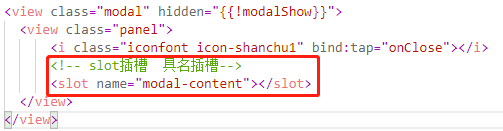 <view class="modal" hidden="{{!modalShow}}">
<view class="panel">
<i class="iconfont icon-shanchu1" bind:tap="onClose"></i>
<!-- slot插槽  具名插槽-->
<slot name="modal-content"></slot>
</view>
</view>